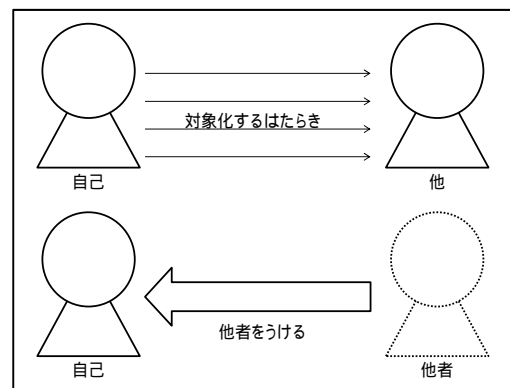 対象化するはたらき
自己
他
他者をうける
自己
他者